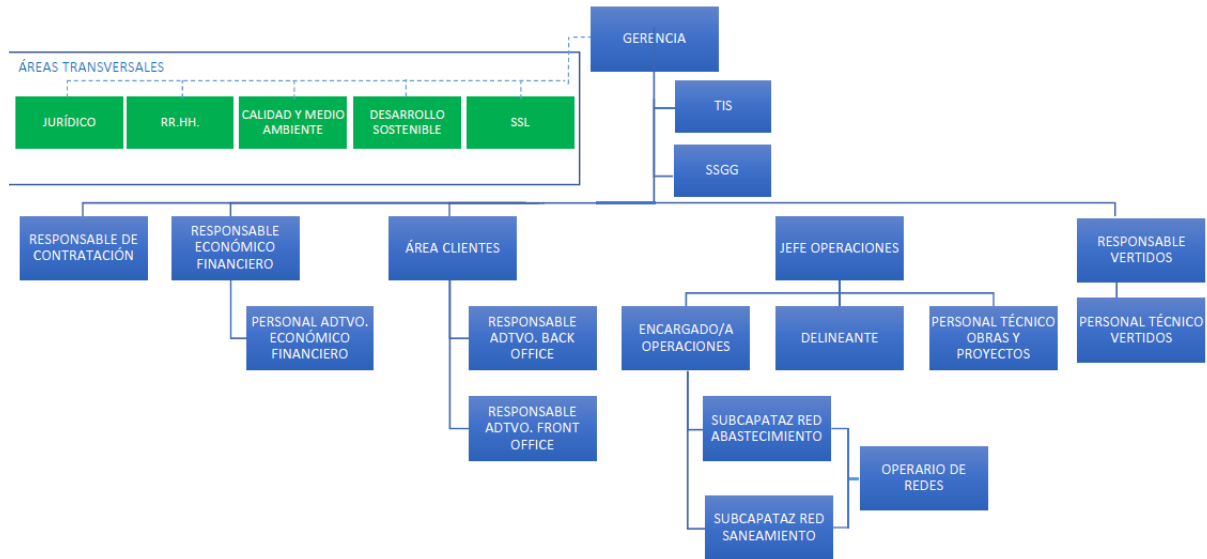 GERENCIA
ÁREAS TRANSVERSALES
JURÍDICO
RR.HH.
CALIDAD Y MEDIO
AMBIENTE
DESARROLLO
SOSTENIBLE
SSL
TIS
SSGG
RESPONSABLE DE
CONTRATACIÓN
RESPONSABLE
ECONÓMICO
FINANCIERO
ÁREA CLIENTES
JEFE OPERACIONES
RESPONSABLE
VERTIDOS
PERSONAL ADTVO.
ECONÓMICO
FINANCIERO
RESPONSABLE
ADTVO. BACK
OFFICE
ENCARGADO/A
OPERACIONES
DELINEANTE
PERSONAL TÉCNICO
OBRAS Y
PROYECTOS
PERSONAL TÉCNICO
VERTIDOS
RESPONSABLE
ADTVO. FRONT
OFFICE
SUBCAPATAZ RED
ABASTECIMIENTO
OPERARIO DE
REDES
SUBCAPATAZ RED
SANEAMIENTO